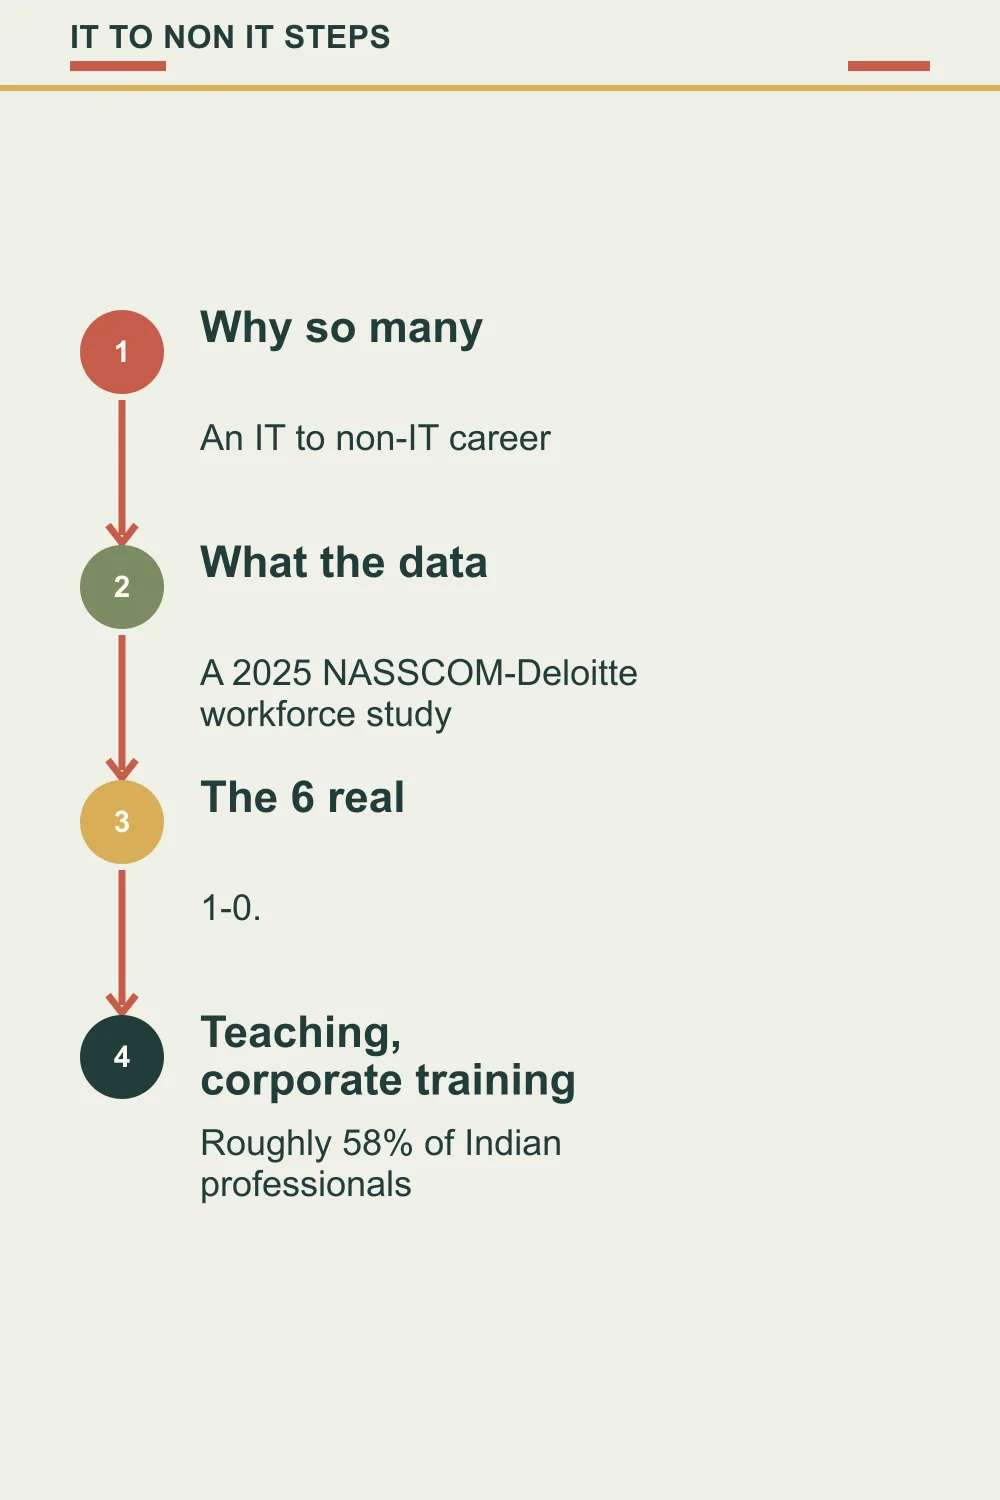 IT TO NON IT STEPS
1
Why so many
An IT to non-IT career
2
What the data
A 2025 NASSCOM-Deloitte
workforce study
3
The 6 real
1-0.
4
Teaching,
corporate training
Roughly 58% of Indian
professionals